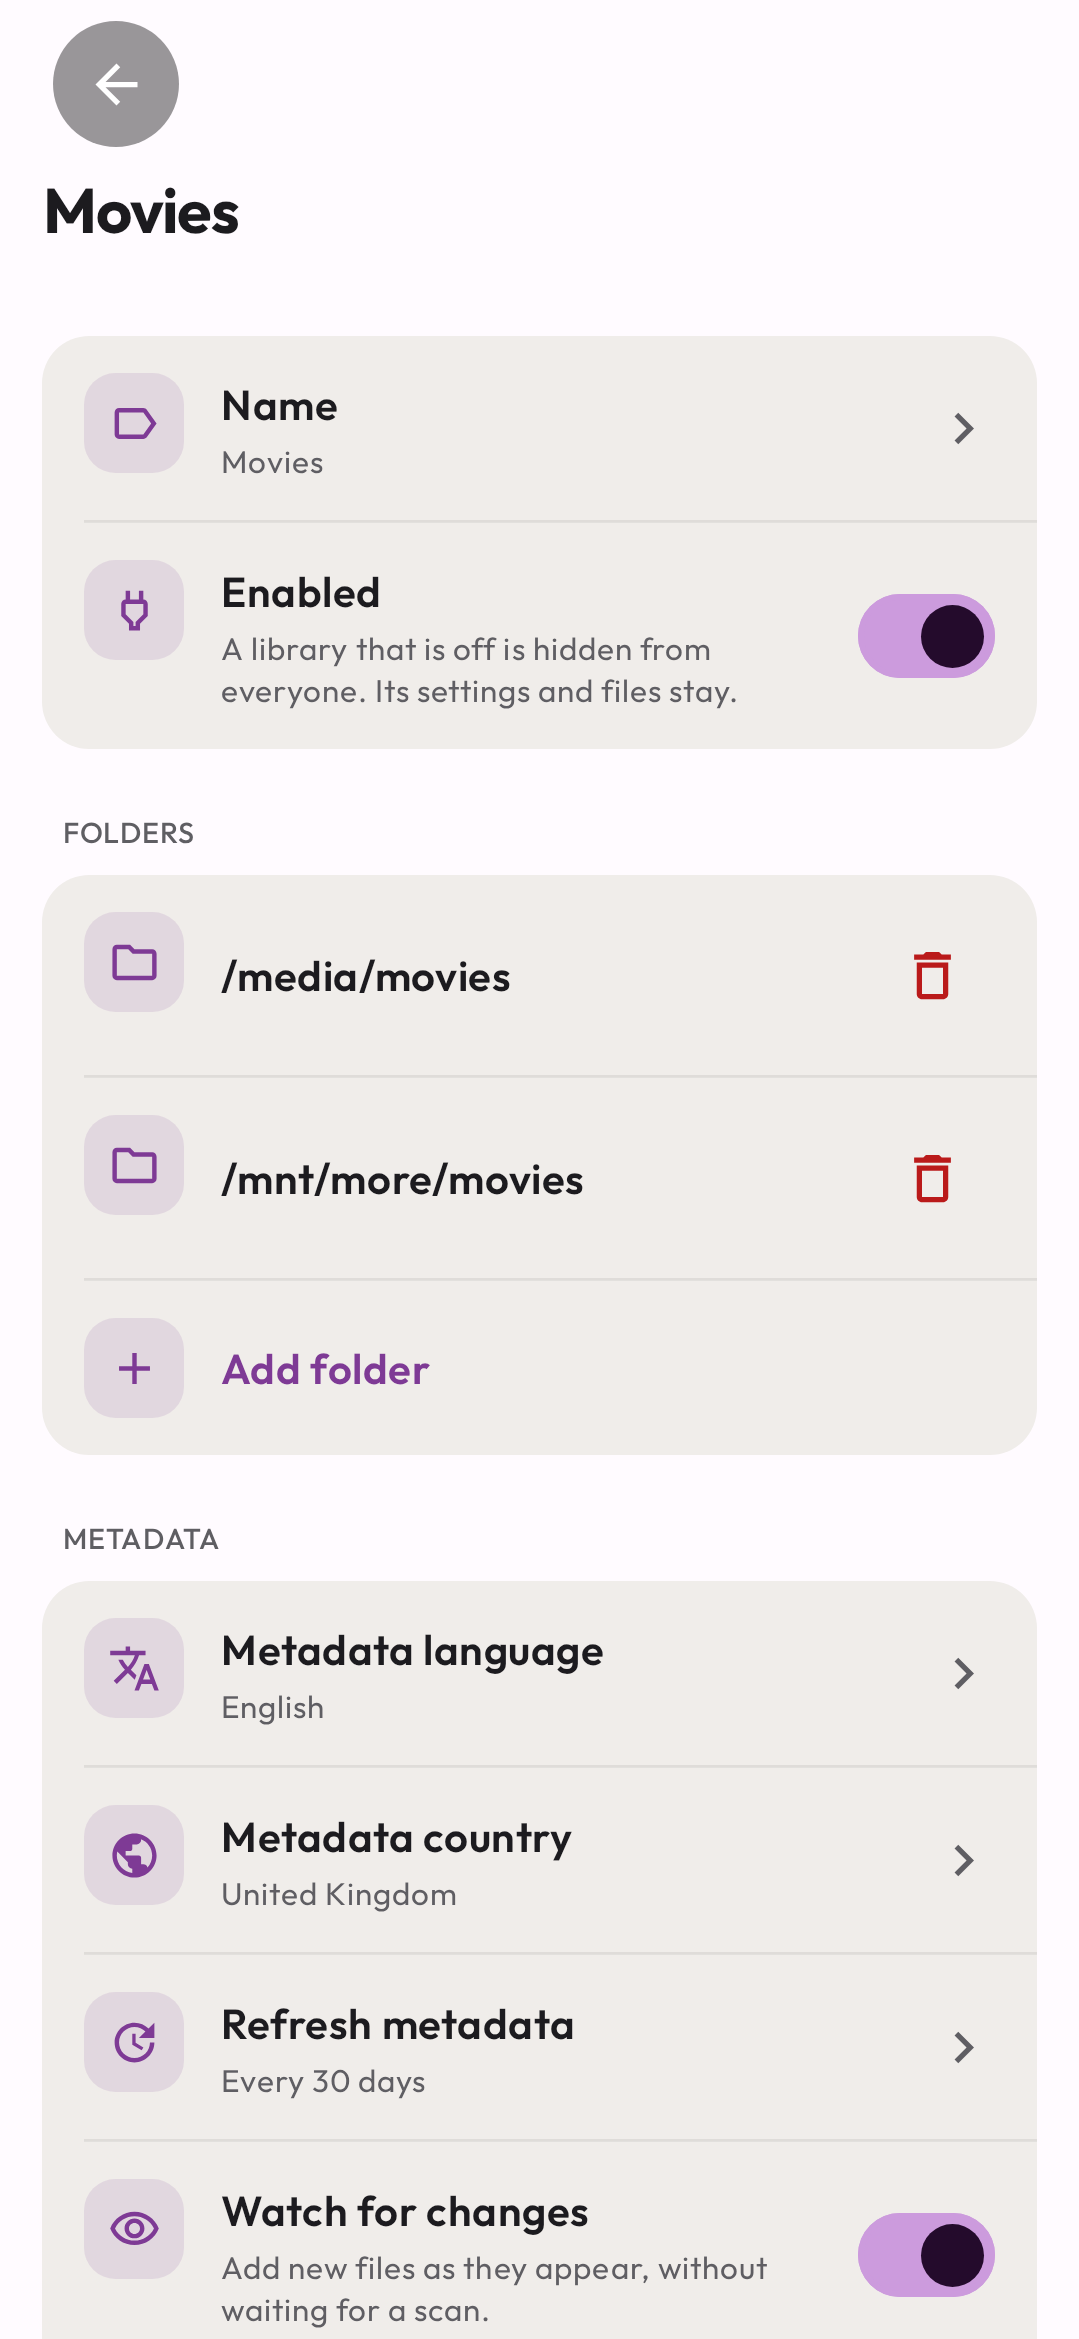 Movies
Name
Movies
Enabled
A library that is off is hidden from
everyone. Its settings and files stay.
FOLDERS
/media/movies
/mnt/more/movies
Add folder
METADATA
Metadata language
English
Metadata country
United Kingdom
Refresh metadata
Every 30 days
Watch for changes
Add new files as they appear, without
waiting for a scan.